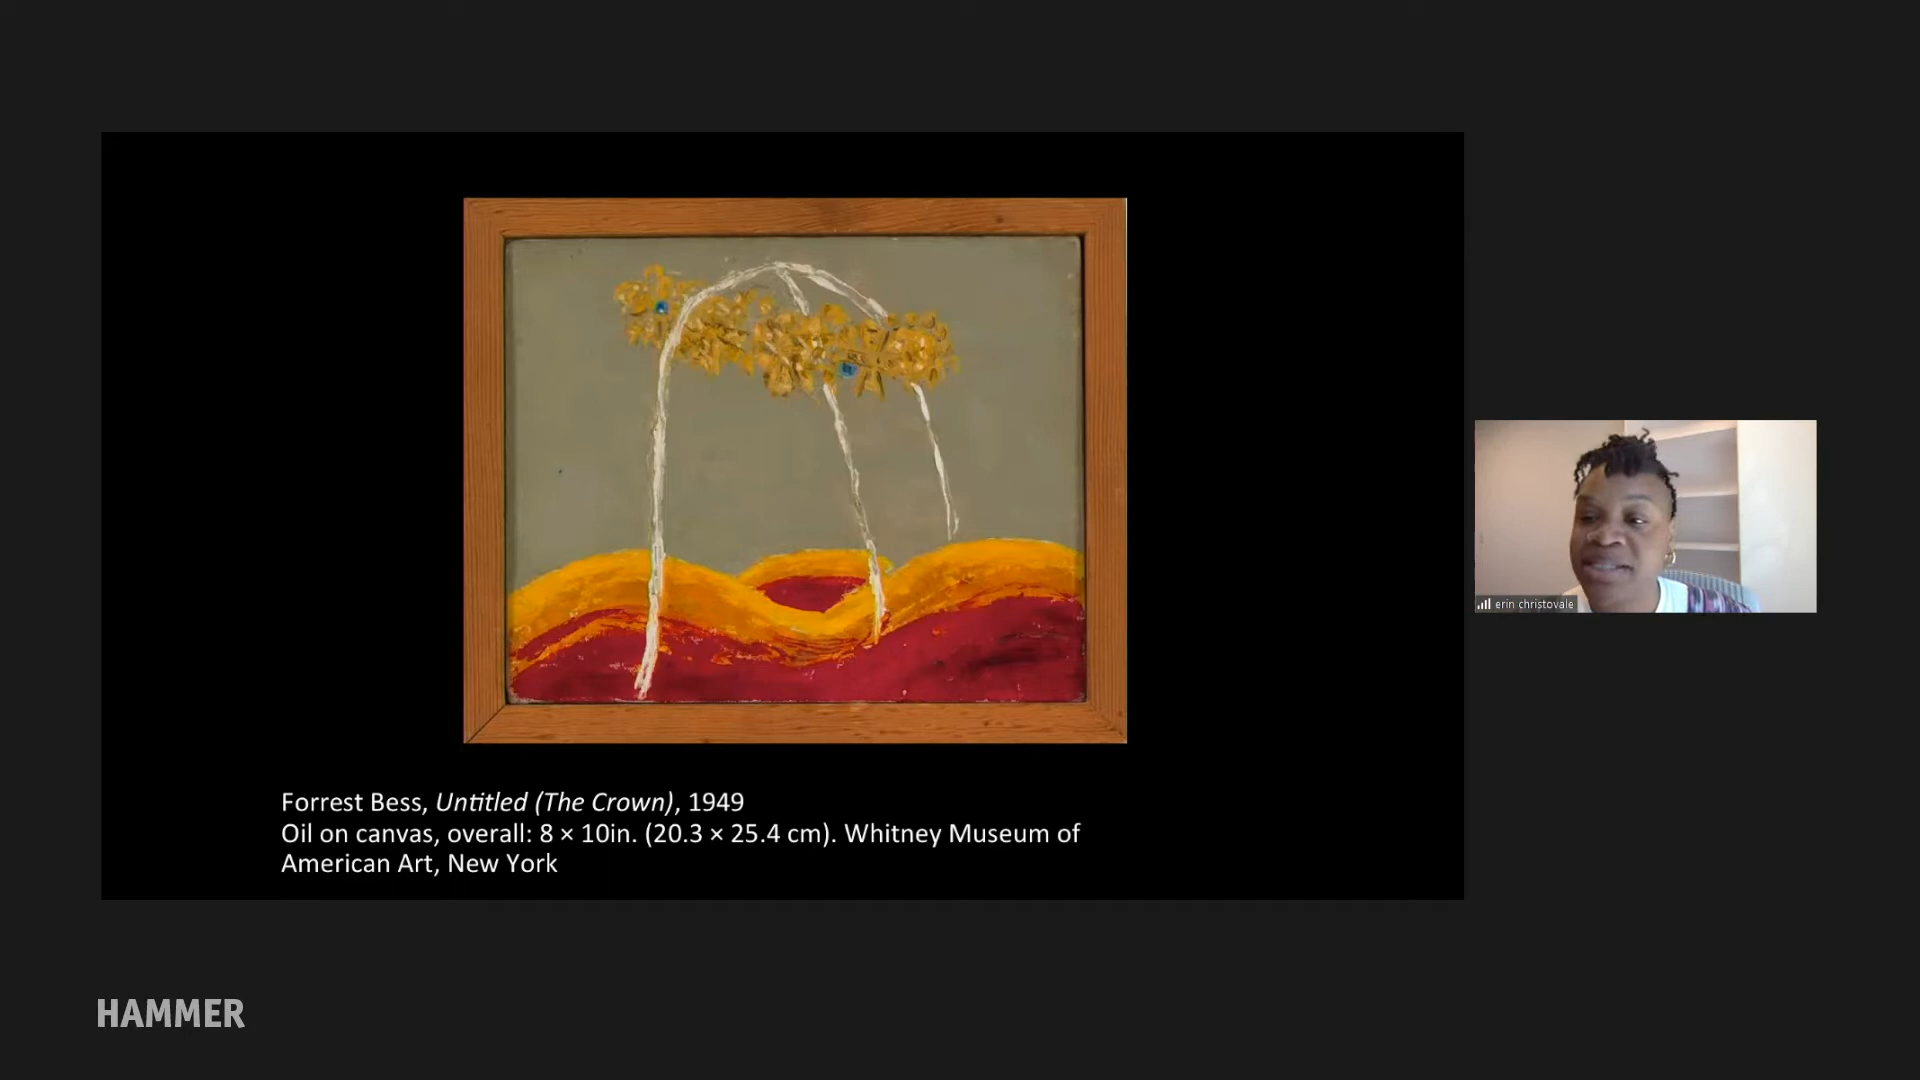 Forrest Bess, Untitled (The Crown), 1949
Oil on canvas, overall: 8 × 10in. (20.3 × 25.4 cm). Whitney Museum of
American Art, New York
erin christovale
HAMMER